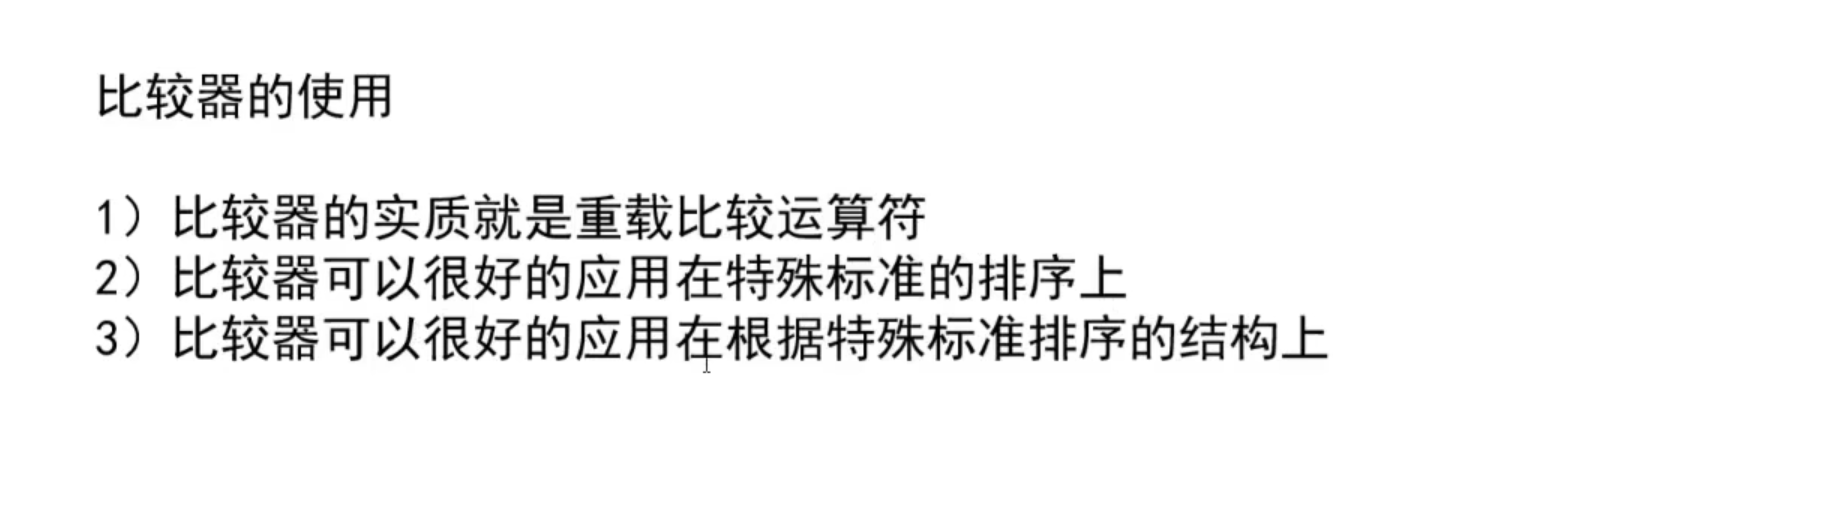 比较器的使用
1）比较器的实质就是重载比较运算符
2）比较器可以很好的应用在特殊标准的排序上
3）比较器可以很好的应用在根据特殊标准排序的结构上